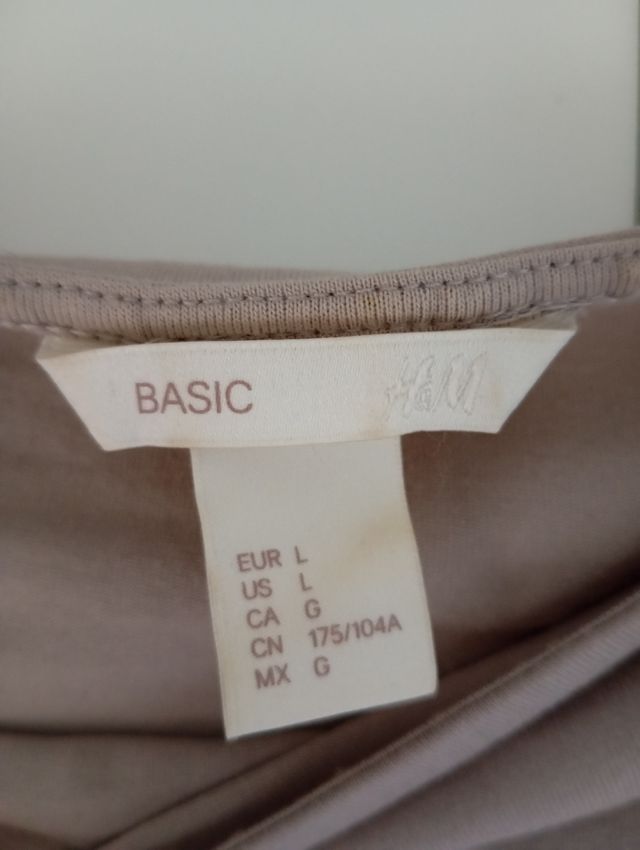 BASIC H&M
EUR L
US L
CA G
CN 175/104A
MX G